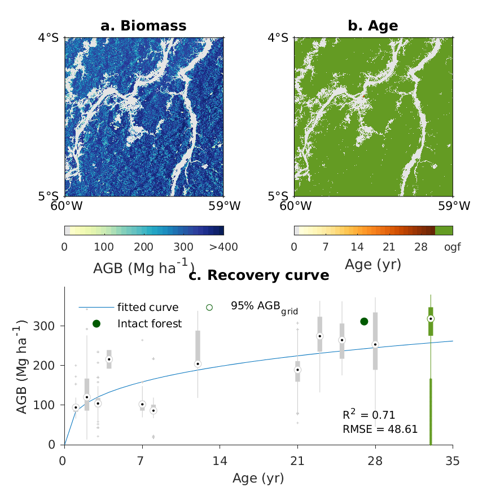 a. Biomass
b. Age
4°S
5°S
60°W
59°W
4°S
5°S
60°W
59°W
0 100 200 300 >400
AGB (Mg ha⁻¹)
0 7 14 21 28 ogf
Age (yr)
c. Recovery curve
fitted curve
95% AGBgrid
Intact forest
300
200
100
0
AGB (Mg ha⁻¹)
R² = 0.71
RMSE = 48.61
0 7 14 21 28 35
Age (yr)